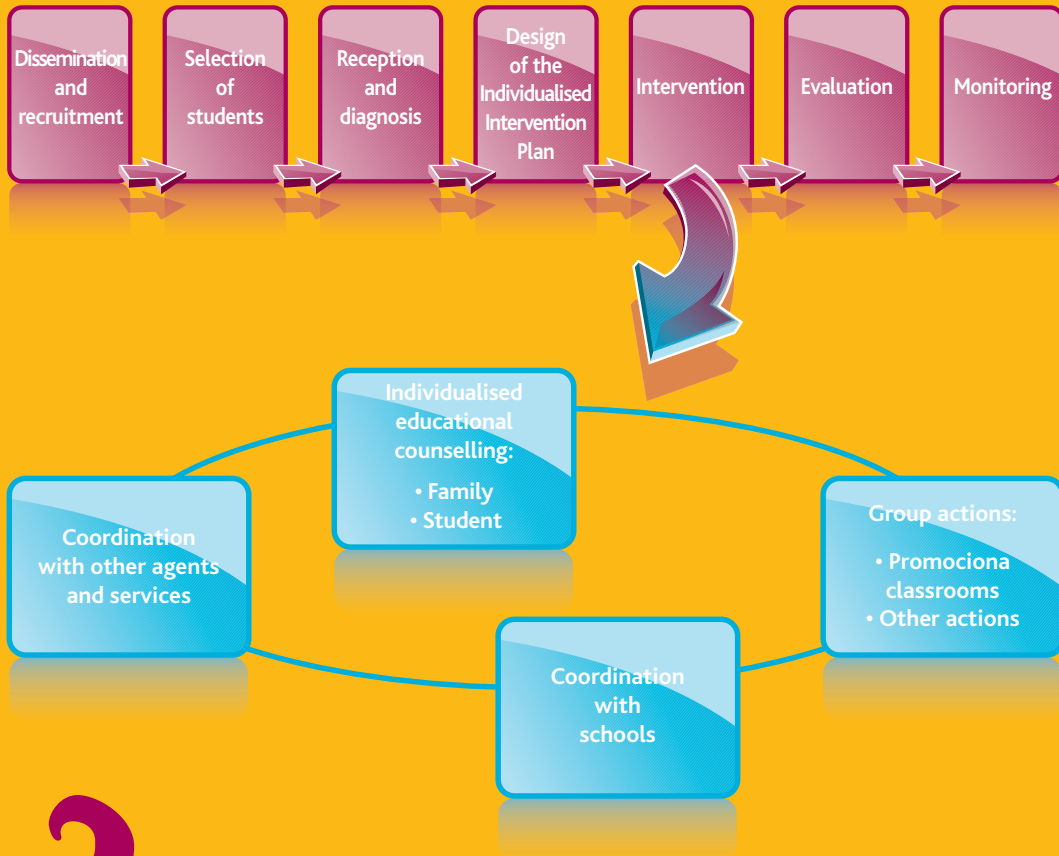 Dissemination
and
recruitment
Selection
of
students
Reception
and
diagnosis
Design
of the
Individualised
Intervention
Plan
Intervention
Evaluation
Monitoring
Individualised
educational
counselling:
• Family
• Student
Coordination
with other agents
and services
Group actions:
• Promociona
classrooms
• Other actions
Coordination
with
schools